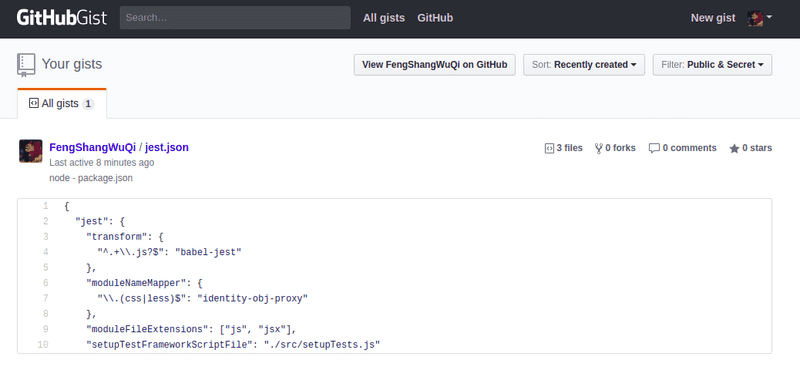 GitHubGist Search... All gists GitHub New gist
Your gists View FengShangWuQi on GitHub Sort: Recently created Filter: Public & Secret
All gists 1
FengShangWuQi / jest.json 3 files 0 forks 0 comments 0 stars
Last active 8 minutes ago
node - package.json
1 {
2 "jest": {
3 "transform": {
4 "^.+\\.js?$": "babel-jest"
5 },
6 "moduleNameMapper": {
7 "\\.(css|less)$": "identity-obj-proxy"
8 },
9 "moduleFileExtensions": ["js", "jsx"],
10 "setupTestFrameworkScriptFile": "./src/setupTests.js"